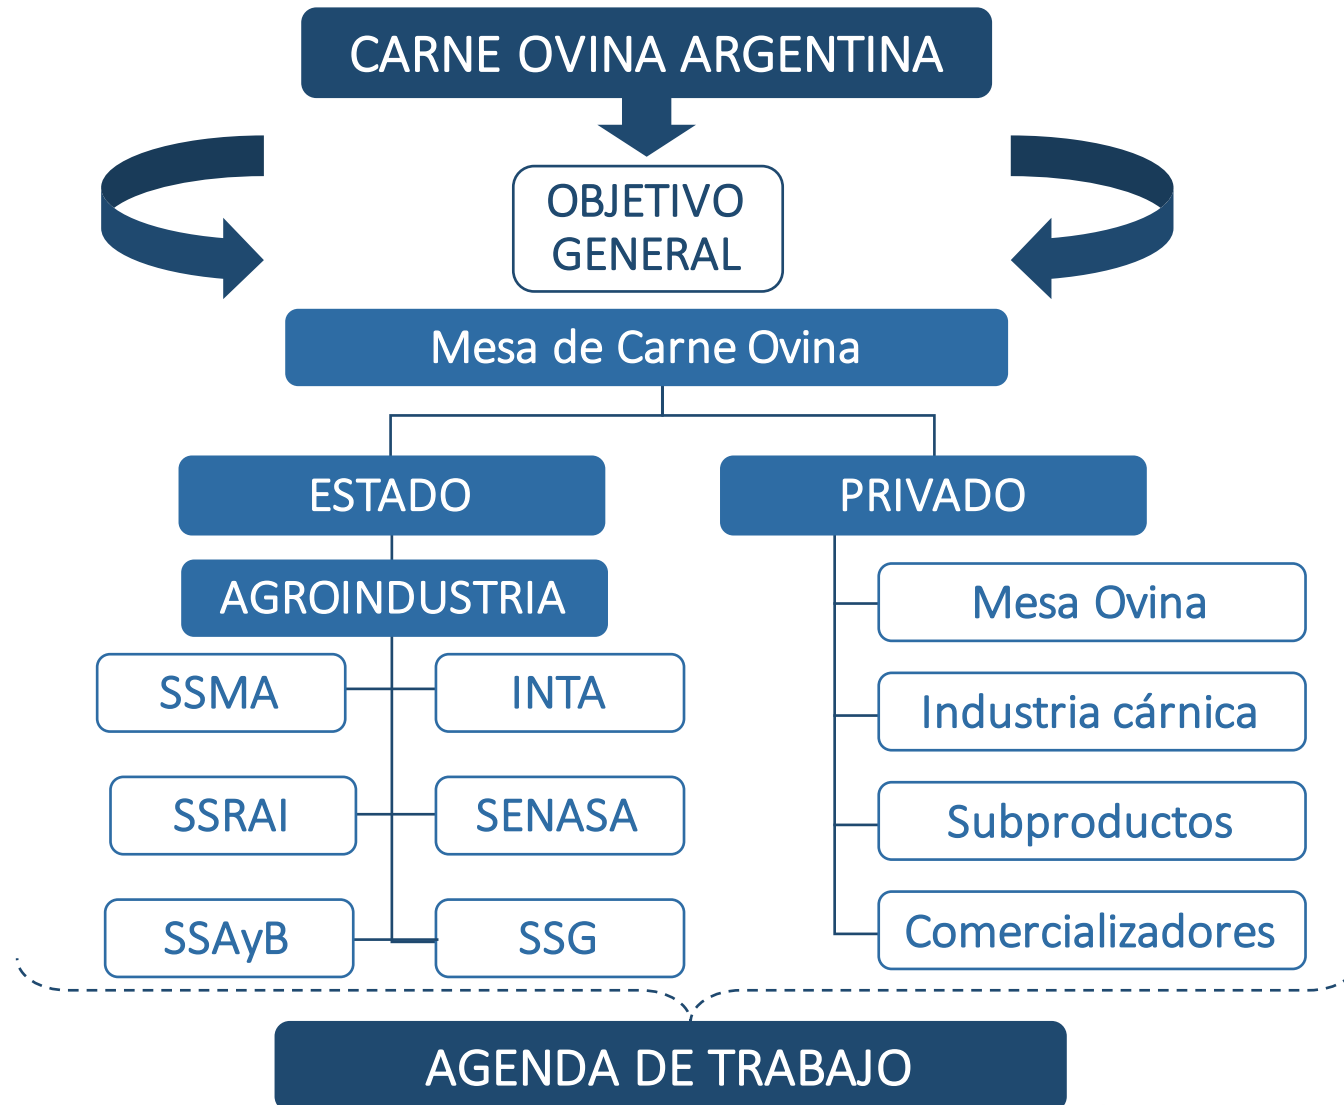 CARNE OVINA ARGENTINA
OBJETIVO
GENERAL
Mesa de Carne Ovina
ESTADO
PRIVADO
AGROINDUSTRIA
SSMA
INTA
SSRAI
SENASA
SSAyB
SSG
Mesa Ovina
Industria cárnica
Subproductos
Comercializadores
AGENDA DE TRABAJO